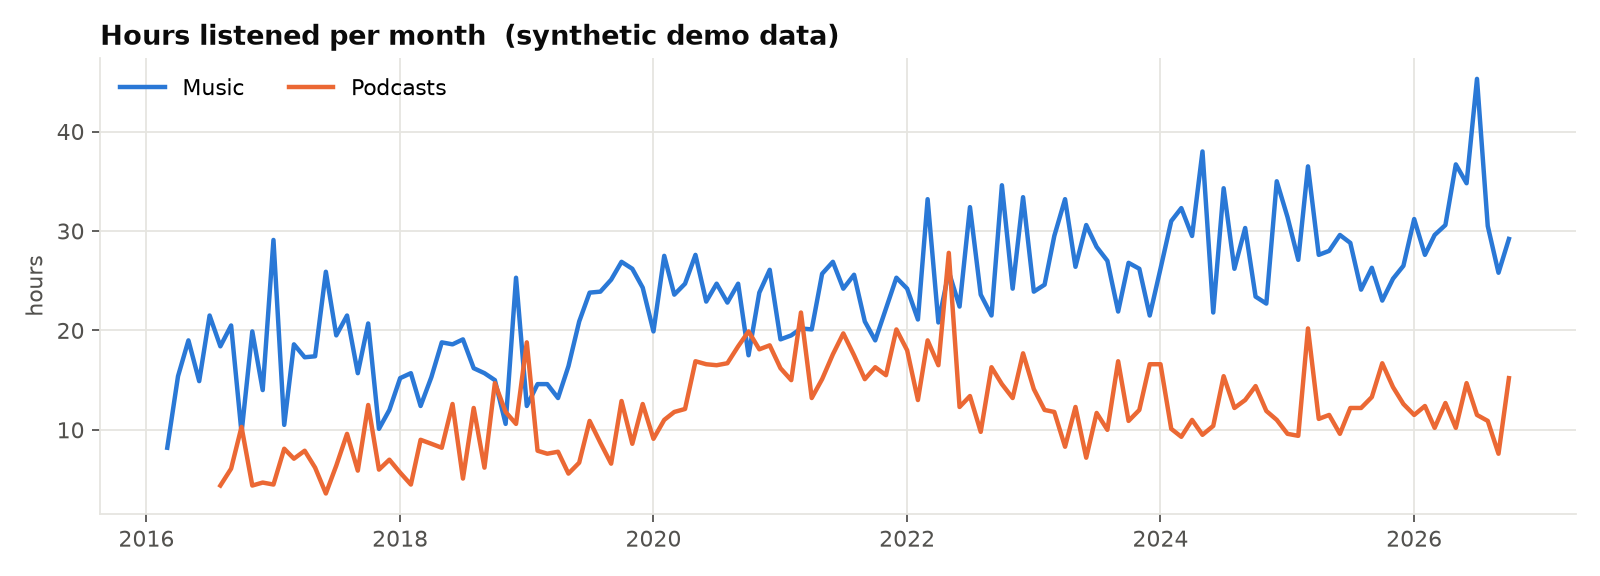 Hours listened per month  (synthetic demo data)
Music Podcasts
40
30
20
10
hours
2016 2018 2020 2022 2024 2026